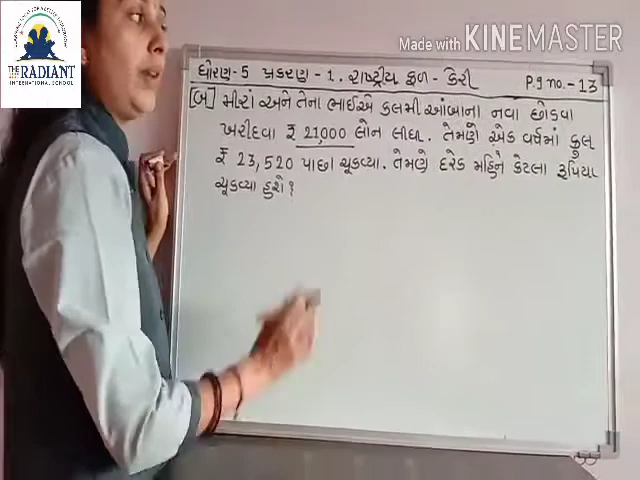 Made with KINEMASTER
THE RADIANT
INTERNATIONAL SCHOOL
ધોરણ-5 પ્રકરણ - 1. રાષ્ટ્રીય ફળ - કેરી P.g no. - 13
[બ] મીરાં અને તેના ભાઈએ કલમી આંબાના નવા છોડવા
ખરીદવા ₹ 21,000 લોન લીધી. તેમણે એક વર્ષમાં કુલ
₹ 23,520 પાછા ચૂકવ્યા. તેમણે દરેક મહિને કેટલા રૂપિયા
ચૂકવ્યા હશે?